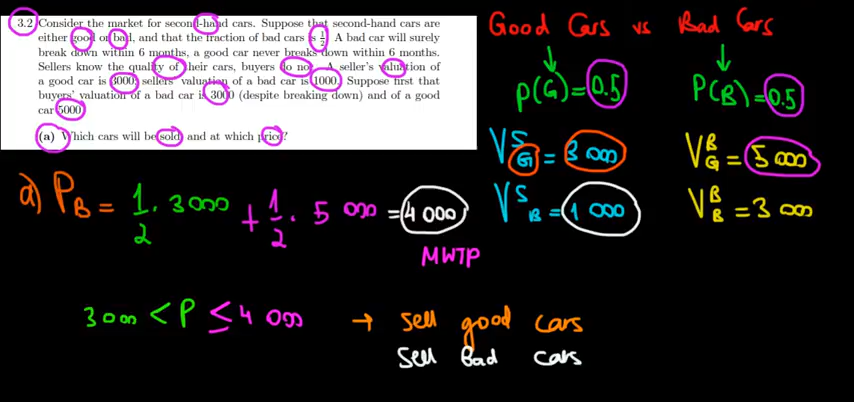 3.2 Consider the market for second-hand cars. Suppose that second-hand cars are
either good or bad, and that the fraction of bad cars is 1/2. A bad car will surely
break down within 6 months, a good car never breaks down within 6 months.
Sellers know the quality of their cars, buyers do not. A seller's valuation of
a good car is 3000; sellers' valuation of a bad car is 1000. Suppose first that
buyers' valuation of a bad car is 3000 (despite breaking down) and of a good
car 5000.
(a) Which cars will be sold, and at which price?
Good Cars vs Bad Cars
P(G) = 0.5
P(B) = 0.5
V^S_G = 3 000
V^B_G = 5 000
V^S_B = 1 000
V^B_B = 3 000
a) P_B = 1/2 · 3000 + 1/2 · 5 000 = 4 000
MWTP
3 000 < P ≤ 4 000 → Sell good cars
Sell Bad cars